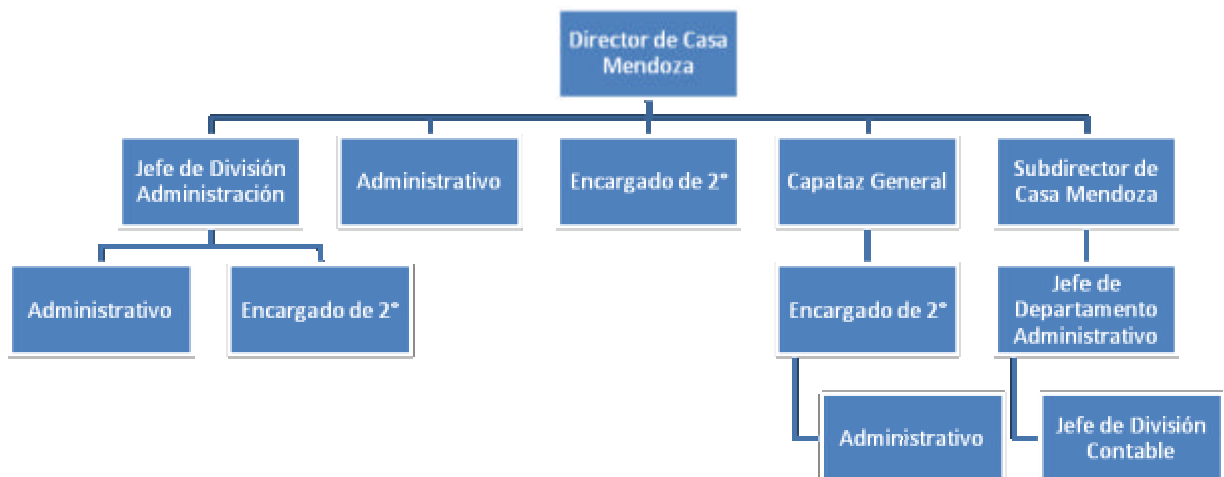 Director de Casa
Mendoza
Jefe de División
Administración
Administrativo
Encargado de 2°
Capataz General
Subdirector de
Casa Mendoza
Administrativo
Encargado de 2°
Encargado de 2°
Jefe de
Departamento
Administrativo
Administrativo
Jefe de División
Contable